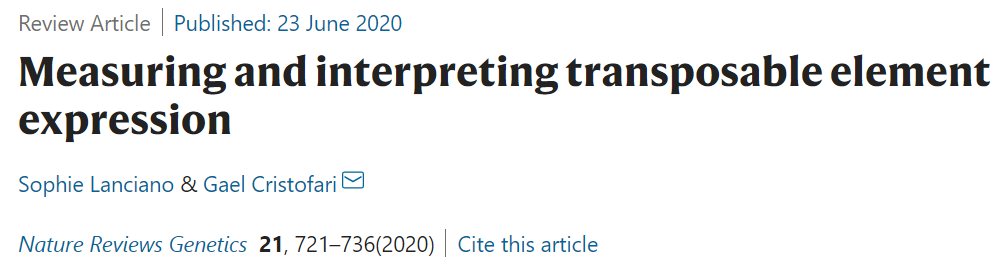 Review Article | Published: 23 June 2020
Measuring and interpreting transposable element
expression
Sophie Lanciano & Gael Cristofari
Nature Reviews Genetics 21, 721–736(2020) | Cite this article